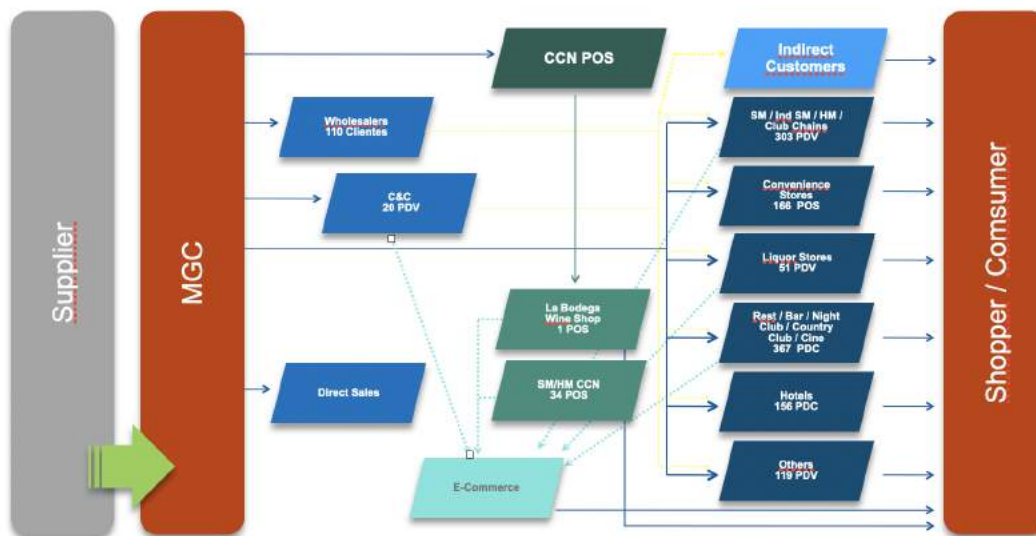 Supplier
MGC
CCN POS
Wholesalers
110 Clientes
C&C
20 PDV
Direct Sales
La Bodega
Wine Shop
1 POS
SM/HM CCN
34 POS
E-Commerce
Indirect
Customers
SM / Ind SM / HM /
Club Chains
303 PDV
Convenience
Stores
166 POS
Liquor Stores
51 PDV
Rest / Bar / Night
Club / Country
Club / Cine
367 PDC
Hotels
156 PDC
Others
119 PDV
Shopper / Comsumer